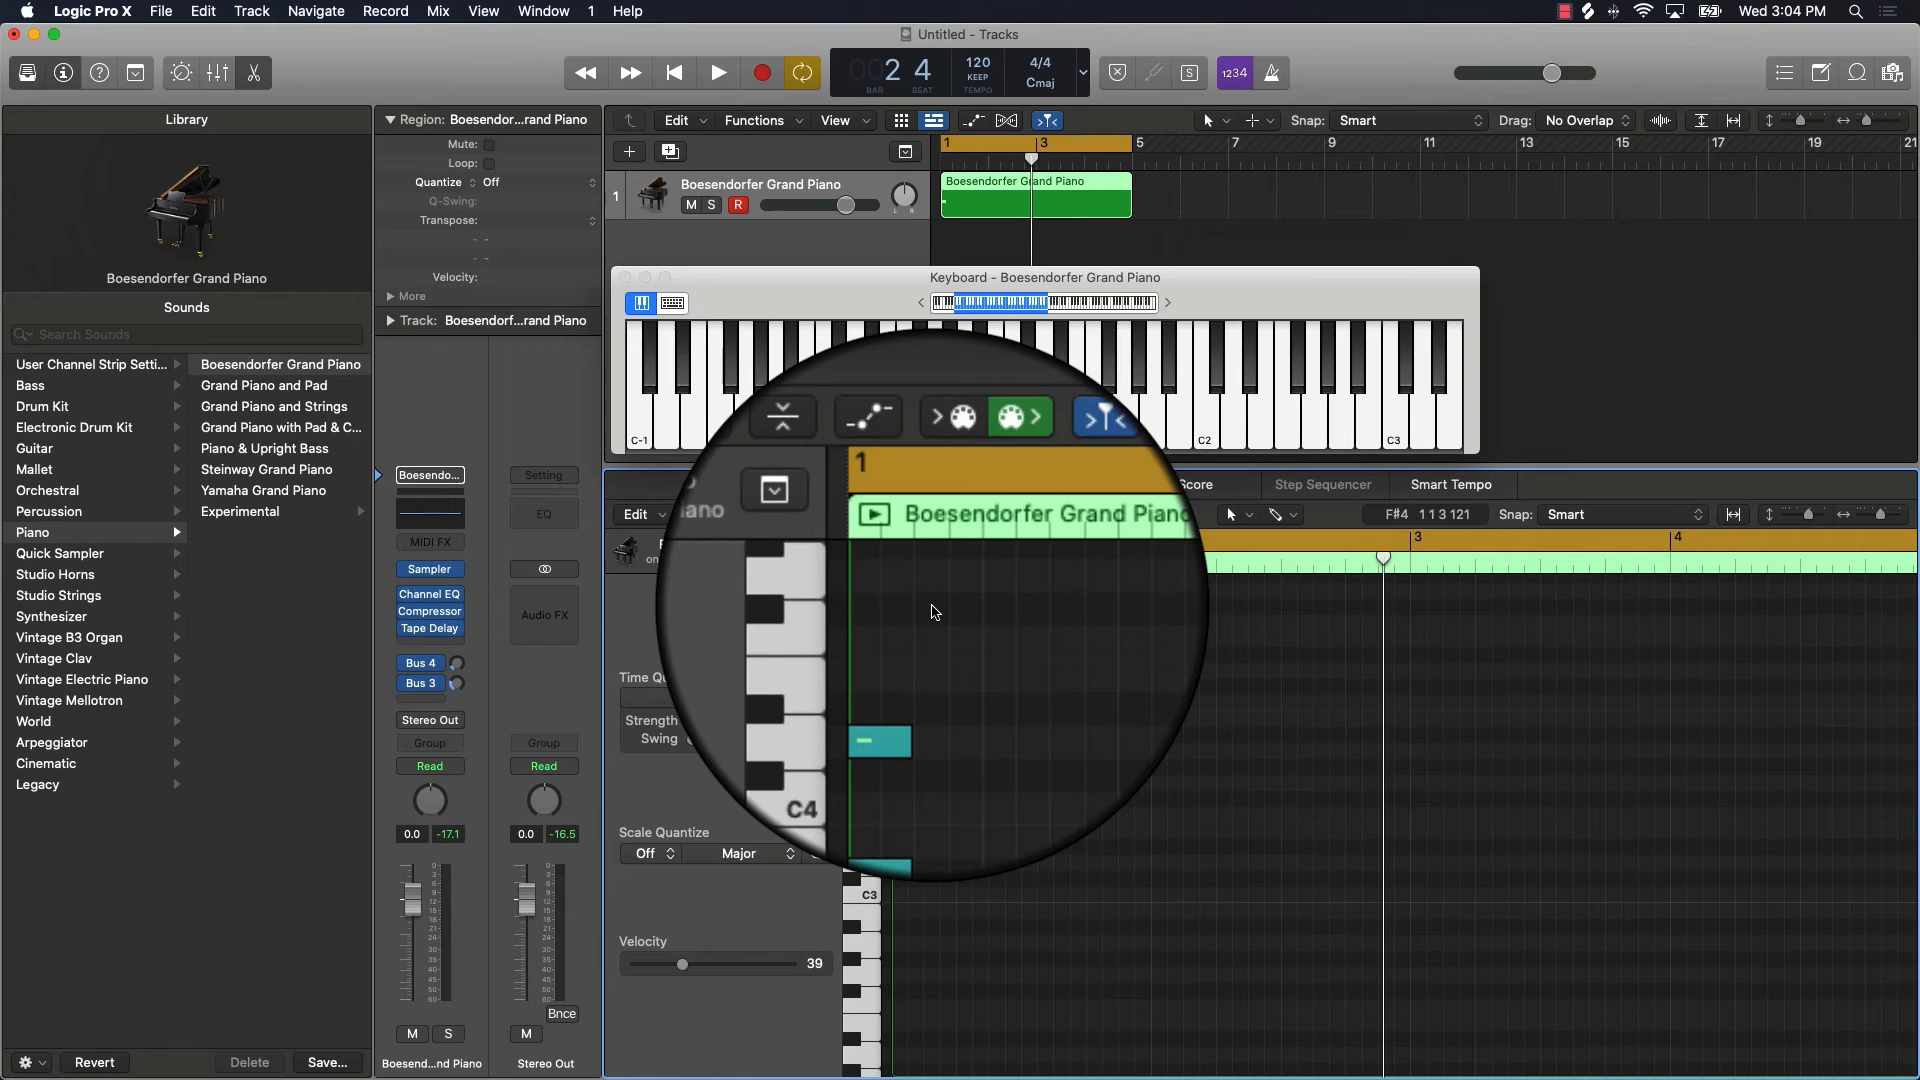 Logic Pro X File Edit Track Navigate Record Mix View Window 1 Help
Wed 3:04 PM
Untitled - Tracks
2 4
BAR BEAT
120
KEEP
TEMPO
4/4
Cmaj
S
1234
Library
Boesendorfer Grand Piano
Sounds
Search Sounds
User Channel Strip Setti...
Bass
Drum Kit
Electronic Drum Kit
Guitar
Mallet
Orchestral
Percussion
Piano
Quick Sampler
Studio Horns
Studio Strings
Synthesizer
Vintage B3 Organ
Vintage Clav
Vintage Electric Piano
Vintage Mellotron
World
Arpeggiator
Cinematic
Legacy
Boesendorfer Grand Piano
Grand Piano and Pad
Grand Piano and Strings
Grand Piano with Pad & C...
Piano & Upright Bass
Steinway Grand Piano
Yamaha Grand Piano
Experimental
Revert
Delete
Save...
Region: Boesendor...rand Piano
Mute:
Loop:
Quantize Off
Q-Swing:
Transpose:
- -
- -
Velocity:
More
Track: Boesendorf...rand Piano
Boesendo...
MIDI FX
Sampler
Channel EQ
Compressor
Tape Delay
Bus 4
Bus 3
Stereo Out
Group
Read
0.0 -17.1
M S
Boesend...nd Piano
Setting
EQ
Audio FX
Group
Read
0.0 -16.5
Bnce
M
Stereo Out
Edit Functions View
Snap: Smart
Drag: No Overlap
1 3 5 7 9 11 13 15 17 19 21
1
Boesendorfer Grand Piano
M S R
L R
Boesendorfer Grand Piano
Keyboard - Boesendorfer Grand Piano
C-1
C2
C3
Score
Step Sequencer
Smart Tempo
Edit
F#4 1 1 3 121
Snap: Smart
3 4
on
1
iano
Boesendorfer Grand Piano
C4
Time Qu
Strength
Swing
Scale Quantize
Off Major
C3
Velocity
39